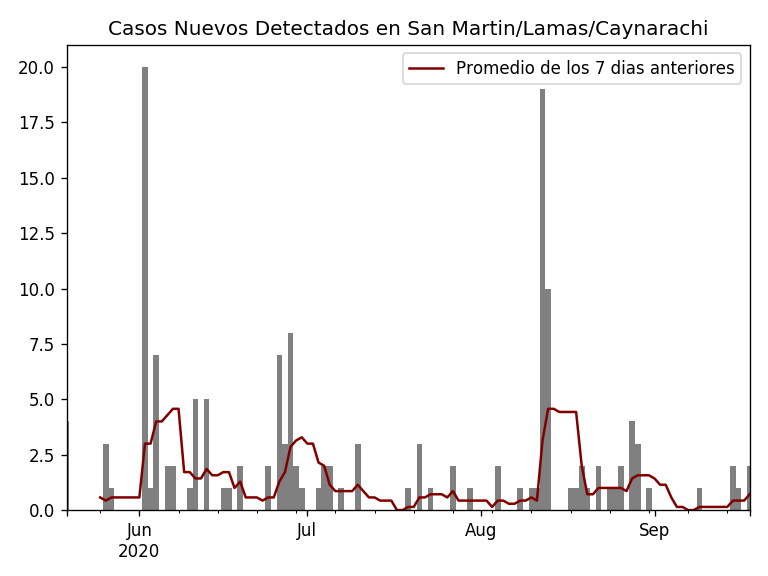 Casos Nuevos Detectados en San Martin/Lamas/Caynarachi
Promedio de los 7 dias anteriores
20.0
17.5
15.0
12.5
10.0
7.5
5.0
2.5
0.0
Jun
2020
Jul
Aug
Sep